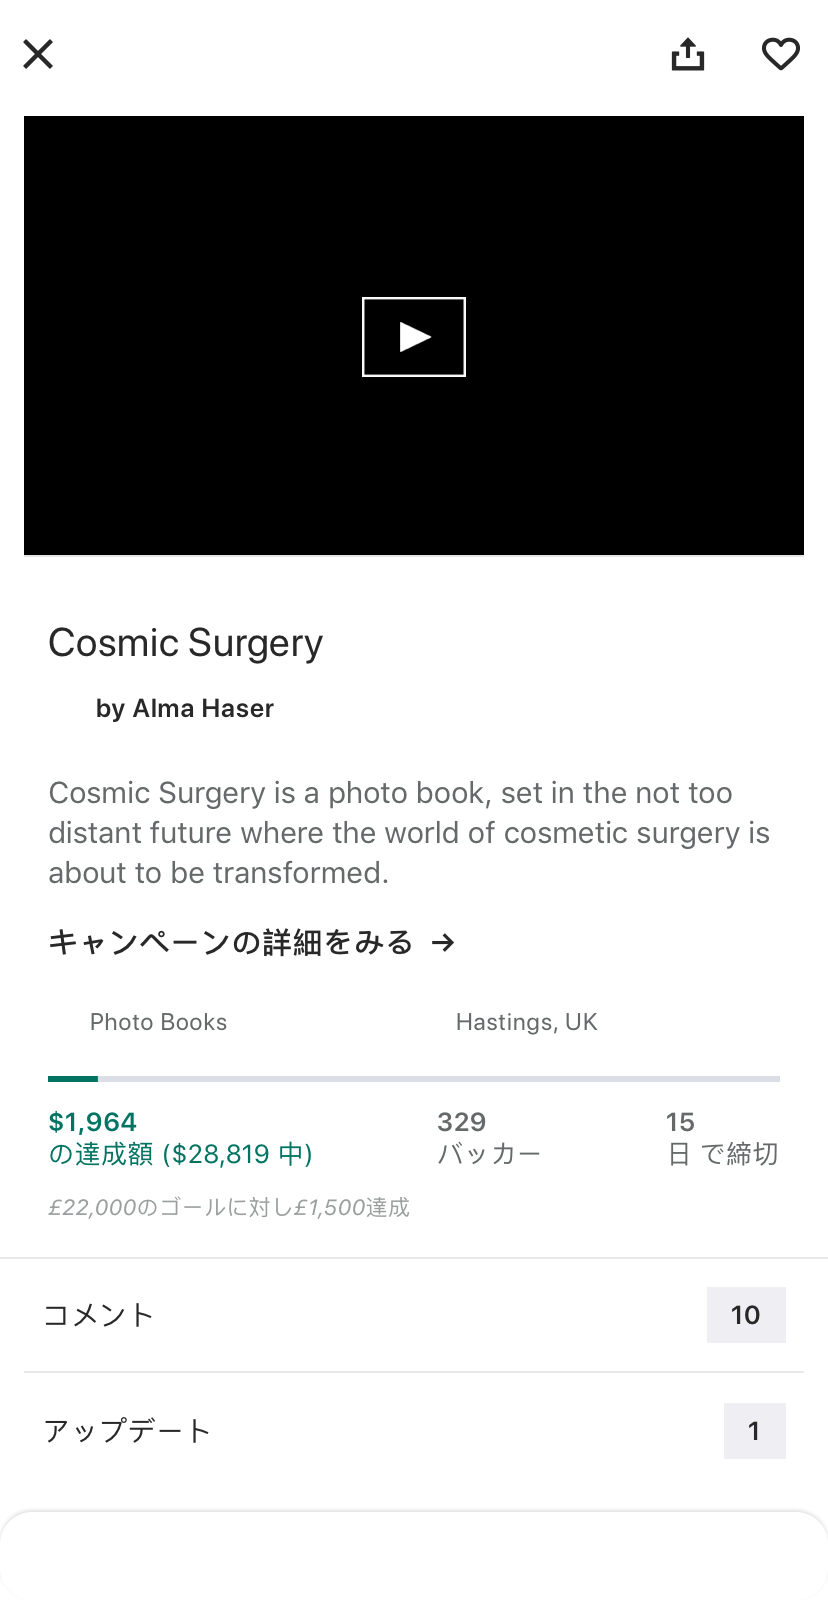 Cosmic Surgery
by Alma Haser
Cosmic Surgery is a photo book, set in the not too
distant future where the world of cosmetic surgery is
about to be transformed.
キャンペーンの詳細をみる →
Photo Books
Hastings, UK
$1,964
の達成額 ($28,819 中)
329
バッカー
15
日 で締切
£22,000のゴールに対し£1,500達成
コメント
10
アップデート
1